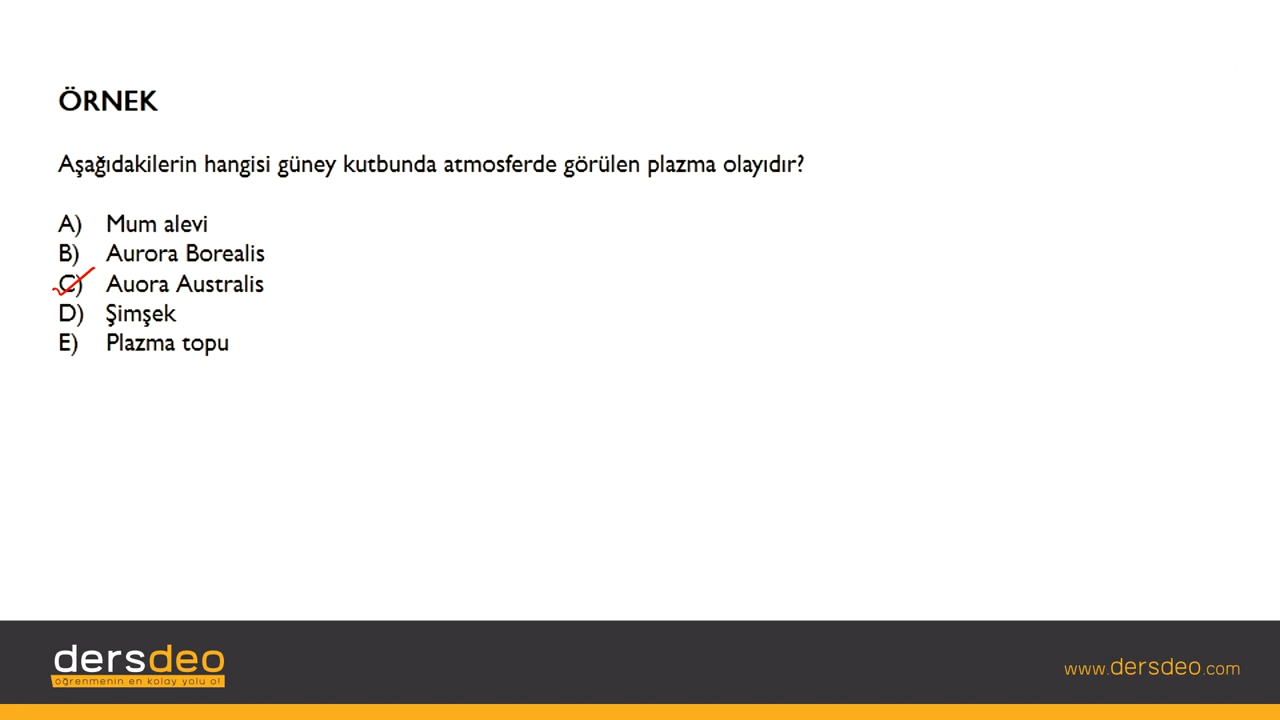 ÖRNEK
Aşağıdakilerin hangisi güney kutbunda atmosferde görülen plazma olayıdır?
A) Mum alevi
B) Aurora Borealis
C) Auora Australis
D) Şimşek
E) Plazma topu
dersdeo
öğrenmenin en kolay yolu o!
www.dersdeo.com